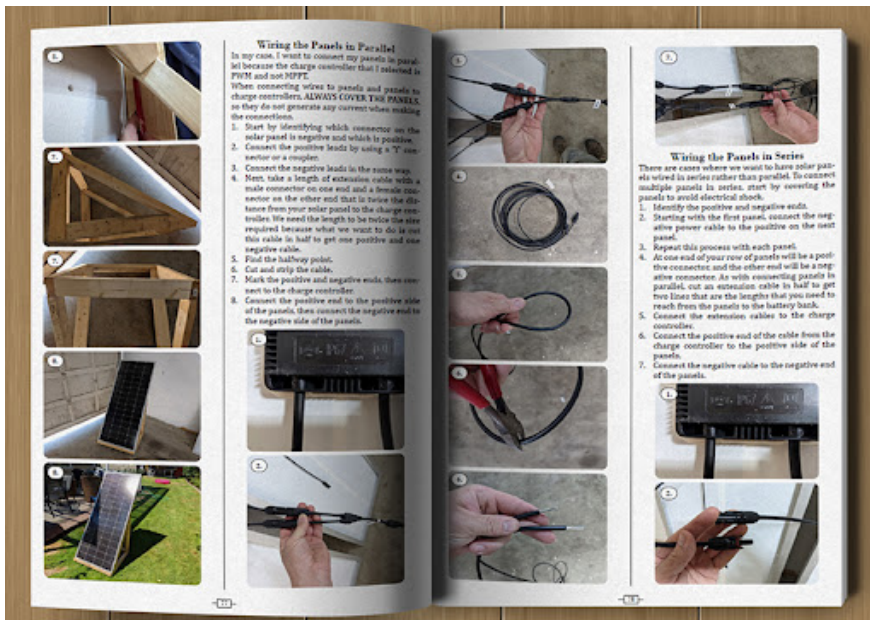 Wiring the Panels in Parallel
In my case, I want to connect my panels in paral-
lel because the charge controller that I selected is
PWM and not MPPT.
When connecting wires to panels and panels to
charge controllers, ALWAYS COVER THE PANELS,
so they do not generate any current when making
the connections.
1. Start by identifying which connector on the
solar panel is negative and which is positive.
2. Connect the positive leads by using a "Y" con-
nector or a coupler.
3. Connect the negative leads in the same way.
4. Next, take a length of extension cable with a
male connector on one end and a female con-
nector on the other end that is twice the dis-
tance from your solar panel to the charge con-
troller. We need the length to be twice the size
required because what we want to do is cut
this cable in half to get one positive and one
negative cable.
5. Find the halfway point.
6. Cut and strip the cable.
7. Mark the positive and negative ends, then con-
nect to the charge controller.
8. Connect the positive end to the positive side
of the panels, then connect the negative end to
the negative side of the panels.
1.
2.
7.
Wiring the Panels in Series
There are cases where we want to have solar pan-
els wired in series rather than parallel. To connect
multiple panels in series, start by covering the
panels to avoid electrical shock.
1. Identify the positive and negative ends.
2. Starting with the first panel, connect the neg-
ative power cable to the positive on the next
panel.
3. Repeat this process with each panel.
4. At one end of your row of panels will be a posi-
tive connector, and the other end will be a neg-
ative connector. As with connecting panels in
parallel, cut an extension cable in half to get
two lines that are the lengths that you need to
reach from the panels to the battery bank.
5. Connect the extension cables to the charge
controller.
6. Connect the positive end of the cable from the
charge controller to the positive side of the
panels.
7. Connect the negative cable to the negative end
of the panels.
1.
2.